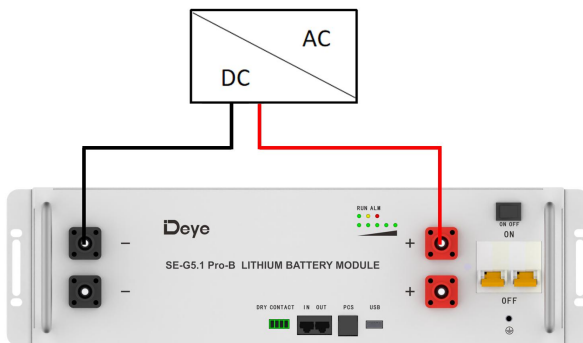 AC
DC
Deye
RUN ALM
ON OFF
ON
- +
SE-G5.1 Pro-B LITHIUM BATTERY MODULE
- +
OFF
DRY CONTACT IN OUT PCS USB